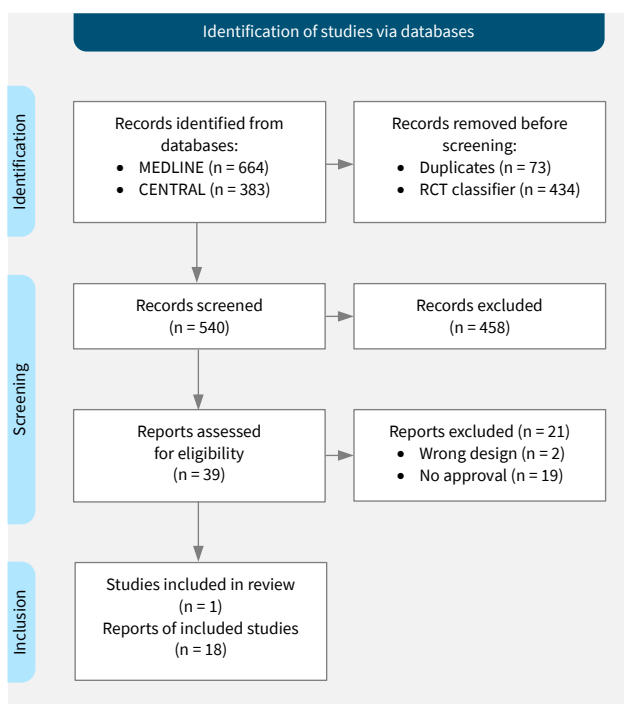 Identification of studies via databases
Identification
Records identified from
databases:
• MEDLINE (n = 664)
• CENTRAL (n = 383)
Records removed before
screening:
• Duplicates (n = 73)
• RCT classifier (n = 434)
Screening
Records screened
(n = 540)
Records excluded
(n = 458)
Reports assessed
for eligibility
(n = 39)
Reports excluded (n = 21)
• Wrong design (n = 2)
• No approval (n = 19)
Inclusion
Studies included in review
(n = 1)
Reports of included studies
(n = 18)